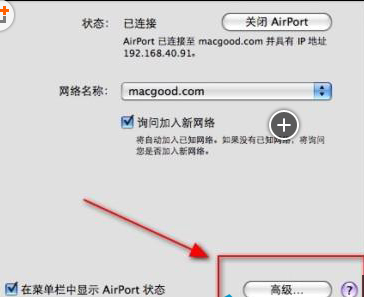 状态： 已连接 关闭 AirPort
AirPort 已连接至 macgood.com 并具有 IP 地址
192.168.40.91。
网络名称： macgood.com
询问加入新网络
将自动加入已知网络。如果没有已知网络，将询问
您是否加入新网络。
在菜单栏中显示 AirPort 状态 高级... ?